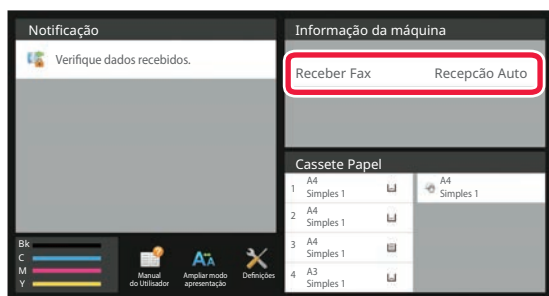 Notificação
Verifique dados recebidos.
Informação da máquina
Receber Fax Recepcão Auto
Cassete Papel
1 A4
Simples 1
A4
Simples 1
2 A4
Simples 1
3 A4
Simples 1
4 A3
Simples 1
Bk
C
M
Y
Manual
do Utilisador
Ampliar modo
apresentação
Definições